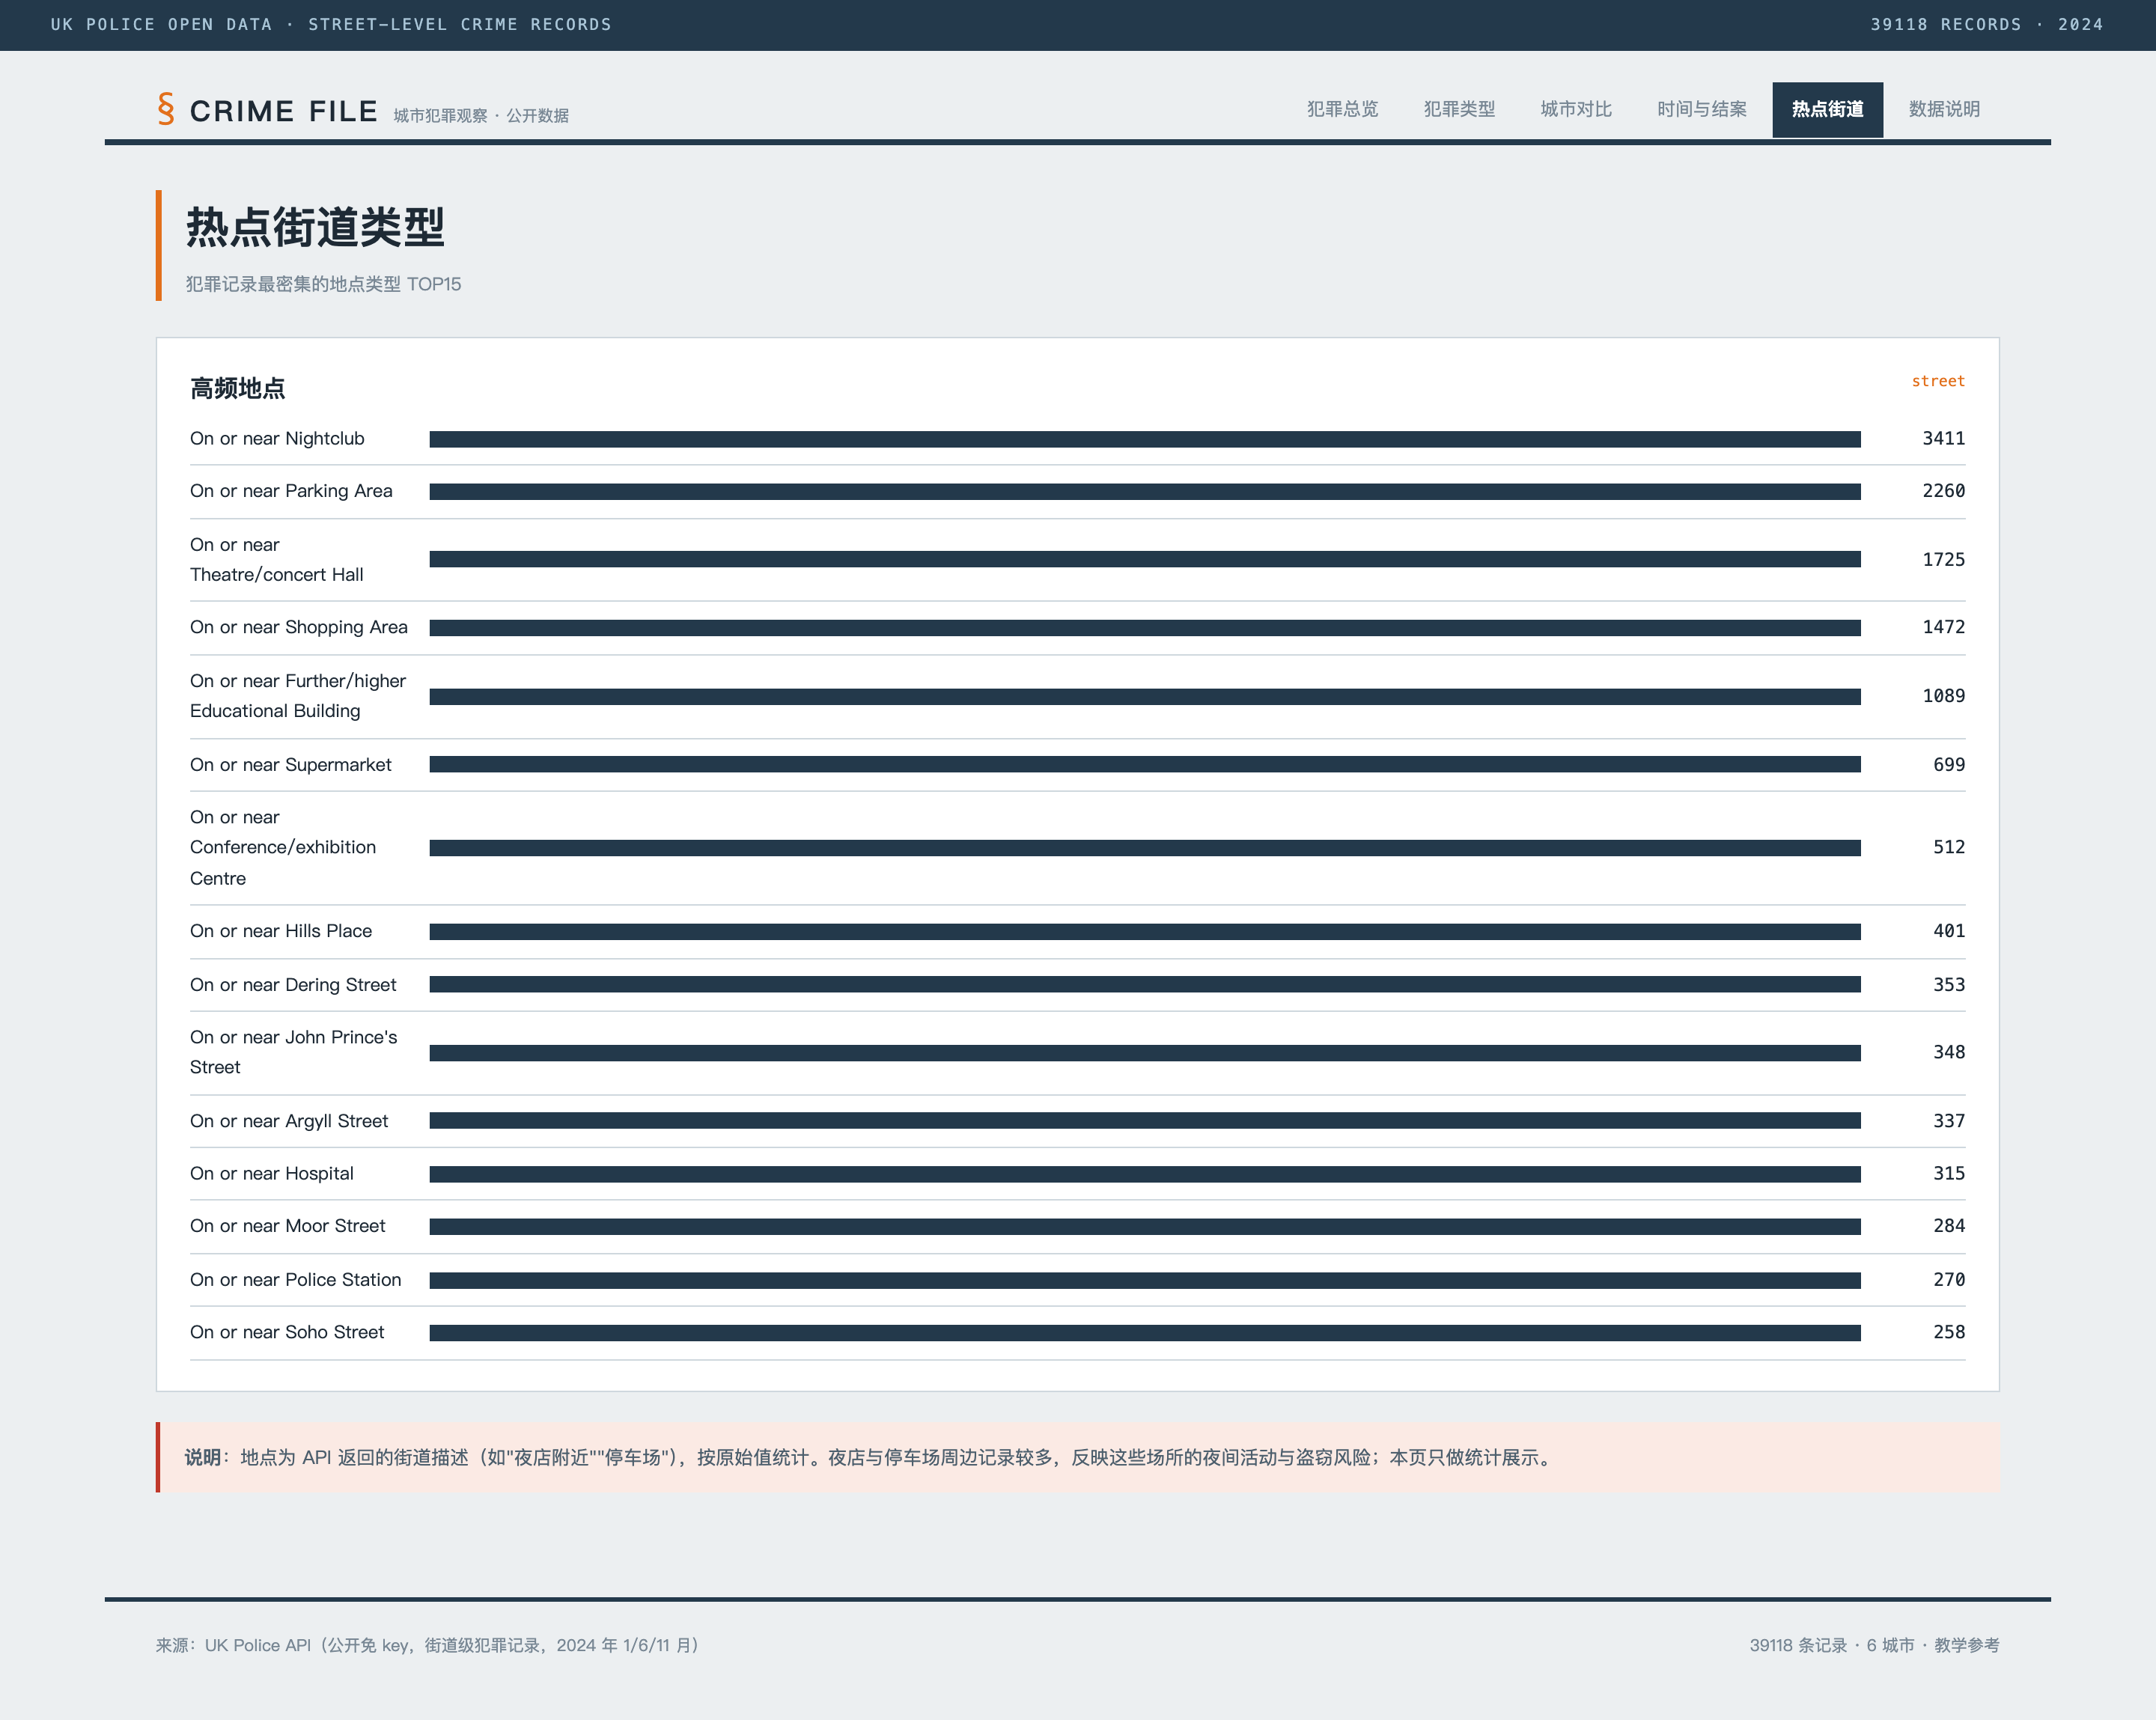 UK POLICE OPEN DATA · STREET-LEVEL CRIME RECORDS
39118 RECORDS · 2024
§ CRIME FILE 城市犯罪观察 · 公开数据
犯罪总览 犯罪类型 城市对比 时间与结案 热点街道 数据说明
热点街道类型
犯罪记录最密集的地点类型 TOP15
高频地点
street
On or near Nightclub 3411
On or near Parking Area 2260
On or near
Theatre/concert Hall 1725
On or near Shopping Area 1472
On or near Further/higher
Educational Building 1089
On or near Supermarket 699
On or near
Conference/exhibition 512
Centre
On or near Hills Place 401
On or near Dering Street 353
On or near John Prince's
Street 348
On or near Argyll Street 337
On or near Hospital 315
On or near Moor Street 284
On or near Police Station 270
On or near Soho Street 258
说明：地点为 API 返回的街道描述（如"夜店附近""停车场"），按原始值统计。夜店与停车场周边记录较多，反映这些场所的夜间活动与盗窃风险；本页只做统计展示。
来源：UK Police API（公开免 key，街道级犯罪记录，2024 年 1/6/11 月）
39118 条记录 · 6 城市 · 教学参考